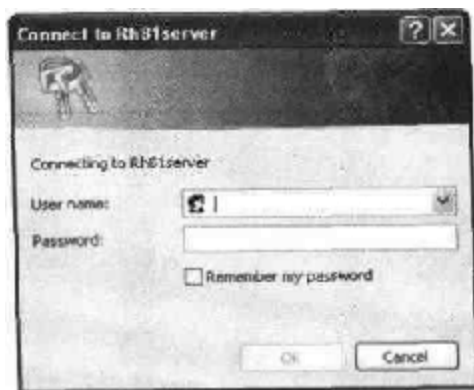 Connect to Rh81server
Connecting to Rh81server
User name:
Password:
Remember my password
OK
Cancel